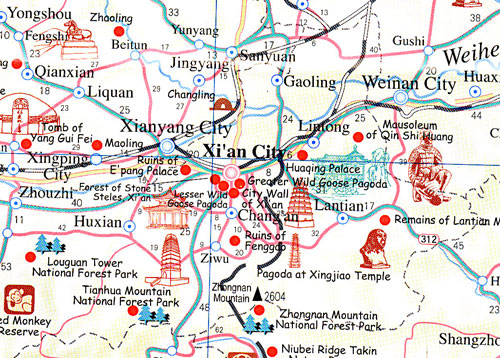 Yongshou
Zhaoling
Yunyang
Fengshi
Beitun
Sanyuan
Gushi
Weihe
Jingyang
Qianxian
Gaoling
Weinan City
Huax
Liquan
Changling
Tomb of
Yang Gui Fei
Maoling
Xianyang City
Lintong
Mausoleum
of Qin Shi Huang
Xi'an City
Xingping
City
Ruins of
E'pang Palace
Huaqing Palace
Zhouzhi
Forest of Stone
Steles, Xi'an
Lesser Wild
Goose Pagoda
Greater
Wild Goose Pagoda
City Wall
of Xi'an
Lantian
Huxian
Chang'an
Remains of Lantian M
Ruins of
Fenggao
312
Ziwu
Louguan Tower
National Forest Park
Pagoda at Xingjiao Temple
Zhongnan
Mountain
2604
Taihua Mountain
National Forest Park
Zhongnan Mountain
National Forest Park
ed Monkey
Reserve
H
Shangzho
Niubei Ridge Takin